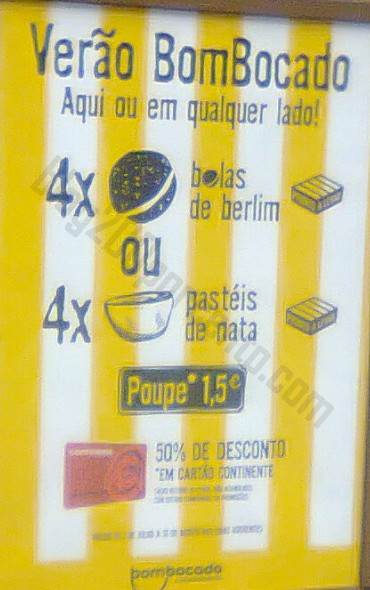 Verão BomBocado
Aqui ou em qualquer lado!
4x bolas
de berlim
ou
4x pastéis
de nata
Poupe* 1,5€
50% DE DESCONTO
*EM CARTÃO CONTINENTE
bombocado